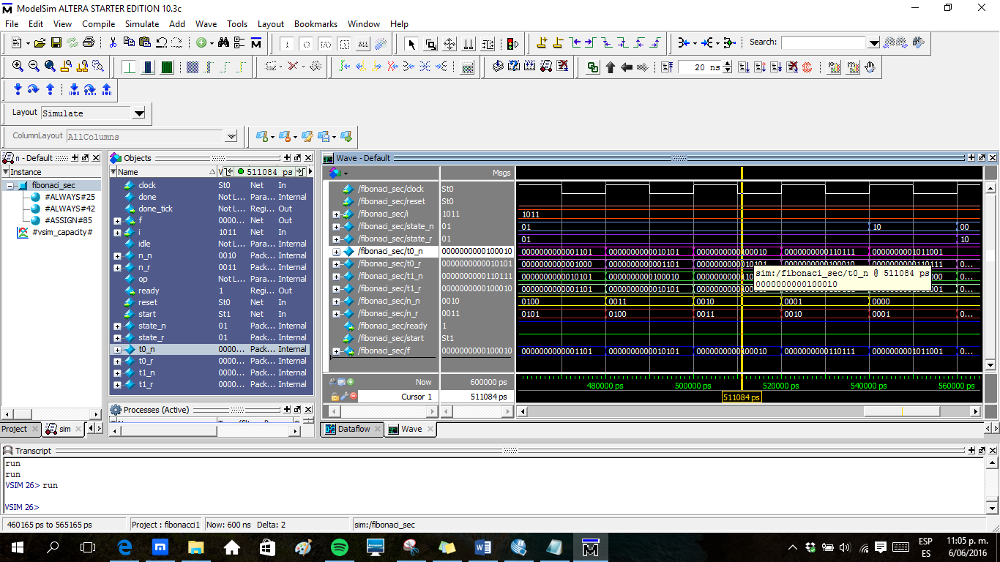 ModelSim ALTERA STARTER EDITION 10.3c
File Edit View Compile Simulate Add Wave Tools Layout Bookmarks Window Help
Search:
20 ns
Layout Simulate
ColumnLayout AllColumns
n - Default
Instance
fibonaci_sec
#ALWAYS#25
#ALWAYS#42
#ASSIGN#85
#vsim_capacity#
Project sim
Objects
Name 511084 ps
clock St0 Net In
done Not L... Para... Internal
done_tick Not L... Regi... Out
f 0000... Net Out
i 1011 Net In
idle Not L... Para... Internal
n_n 0010 Pack... Internal
n_r 0011 Pack... Internal
op Not L... Para... Internal
ready 1 Regi... Out
reset St0 Net In
start St1 Net In
state_n 01 Pack... Internal
state_r 01 Pack... Internal
t0_n 0000... Pack... Internal
t0_r 0000... Pack... Internal
t1_n 0000... Pack... Internal
t1_r 0000... Pack... Internal
Processes (Active)
Wave - Default
Msgs
/fibonaci_sec/clock St0
/fibonaci_sec/reset St0
/fibonaci_sec/i 1011 1011
/fibonaci_sec/state_n 01 01 10 00
/fibonaci_sec/state_r 01 01 10
/fibonaci_sec/t0_n 0000000000100010 0000000000001101 0000000000010101 0000000000100010 0000000000110111 0000000001011001
/fibonaci_sec/t0_r 0000000000010101 0000000000001000 0000000000001101 0000000000010101 0000000000100010 0000000000110111 0...
/fibonaci_sec/t1_n 0000000000110111 0000000000010101 0000000000100010
/fibonaci_sec/t1_r 0000000000100010 0000000000001101 0000000000010101
/fibonaci_sec/n_n 0010 0100 0011 0010 0001 0000
/fibonaci_sec/n_r 0011 0101 0100 0011 0010 0001 0...
/fibonaci_sec/ready 1
/fibonaci_sec/start St1
/fibonaci_sec/f 0000000000100010 0000000000001101 0000000000010101 0000000000100010 0000000000110111 0000000001011001 0...
sim:/fibonaci_sec/t0_n @ 511084 ps
0000000000100010
Now 600000 ps 480000 ps 500000 ps 520000 ps 540000 ps 560000 ps
Cursor 1 511084 ps 511084 ps
Dataflow Wave
Transcript
run
run
VSIM 26> run
VSIM 26>
460165 ps to 565165 ps Project : fibonacci1 Now: 600 ns Delta: 2 sim:/fibonaci_sec
ESP 11:05 p. m.
ES 6/06/2016